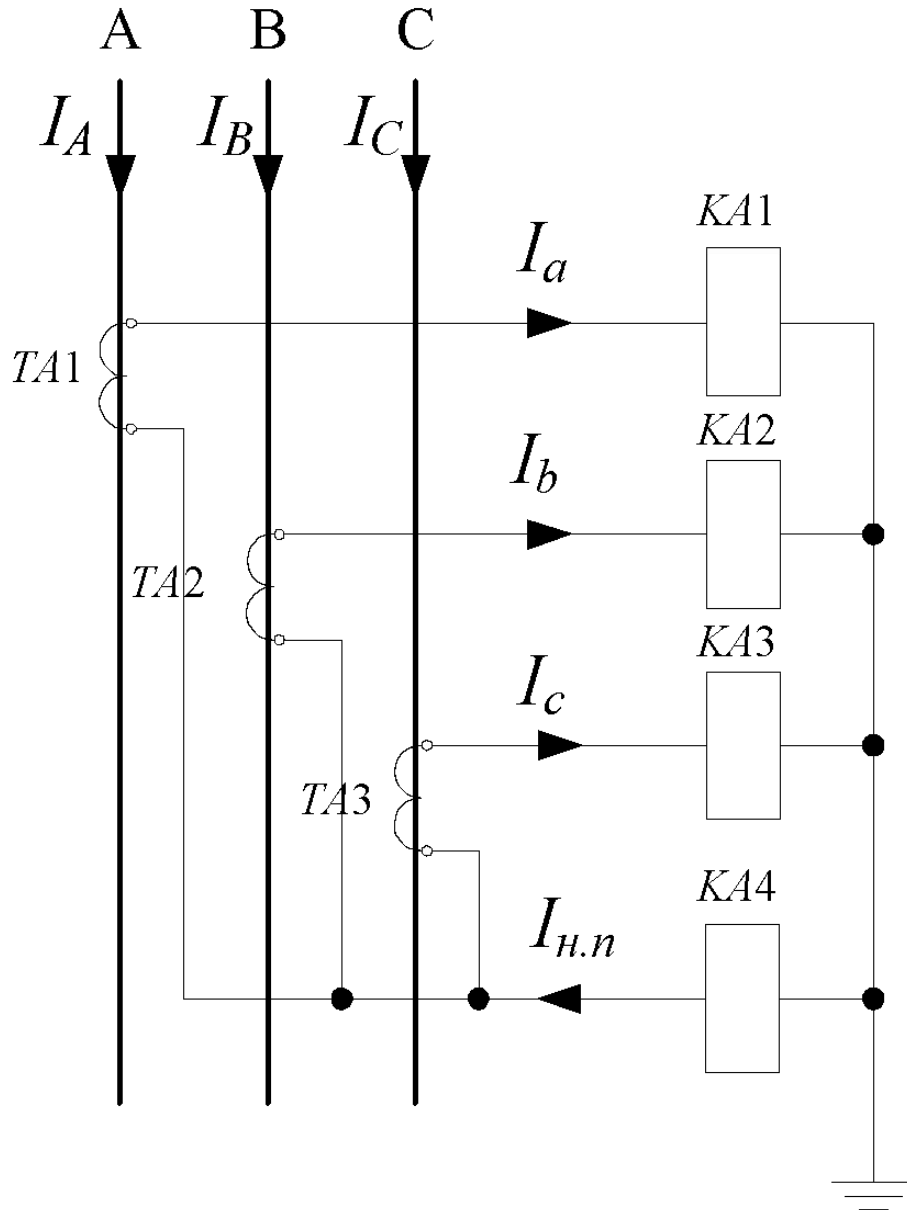 A B C
I_A I_B I_C
KA1
I_a
TA1
KA2
I_b
TA2
KA3
I_c
TA3
KA4
I_н.п